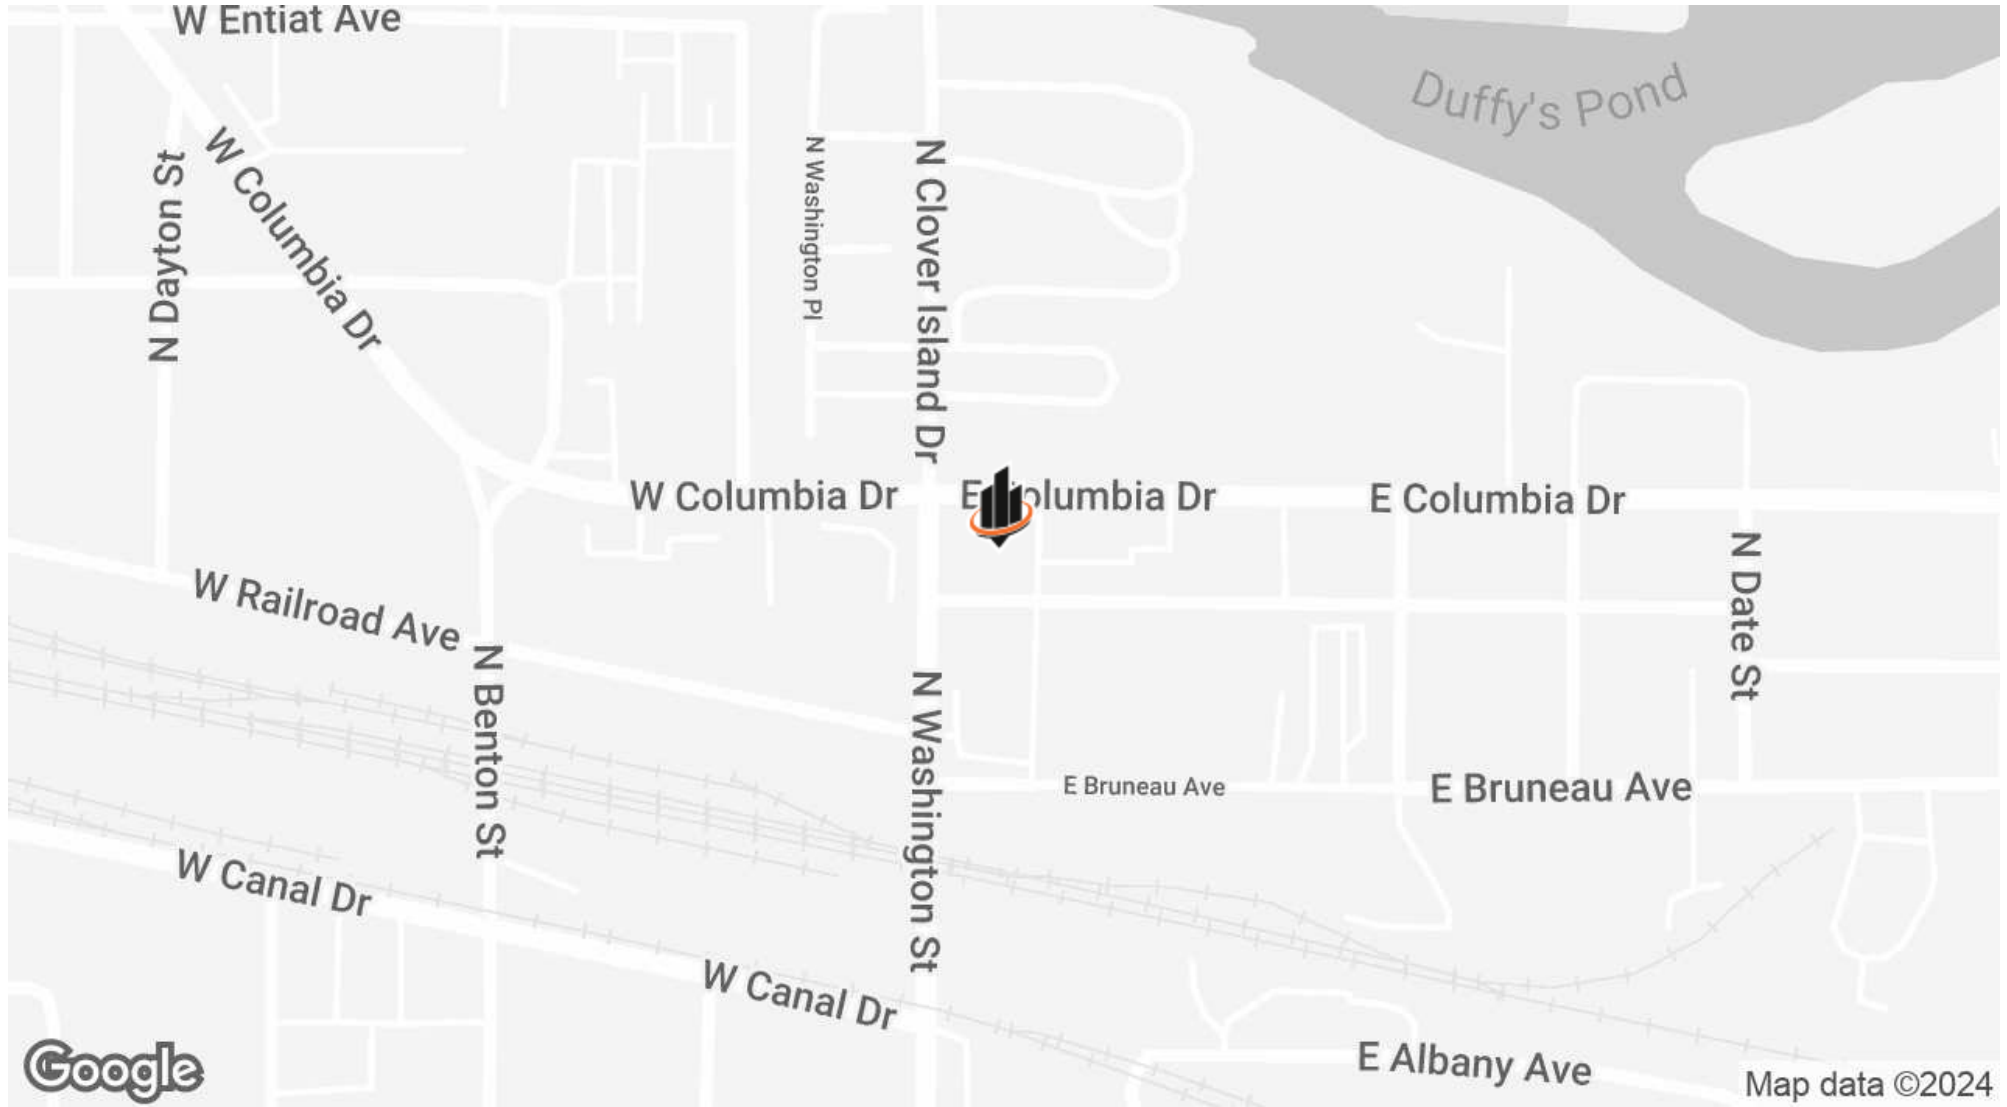 W Entiat Ave
Duffy's Pond
N Dayton St
W Columbia Dr
N Washington Pl
N Clover Island Dr
W Columbia Dr
E Columbia Dr
E Columbia Dr
N Date St
W Railroad Ave
N Benton St
N Washington St
E Bruneau Ave
E Bruneau Ave
W Canal Dr
W Canal Dr
E Albany Ave
Google
Map data ©2024